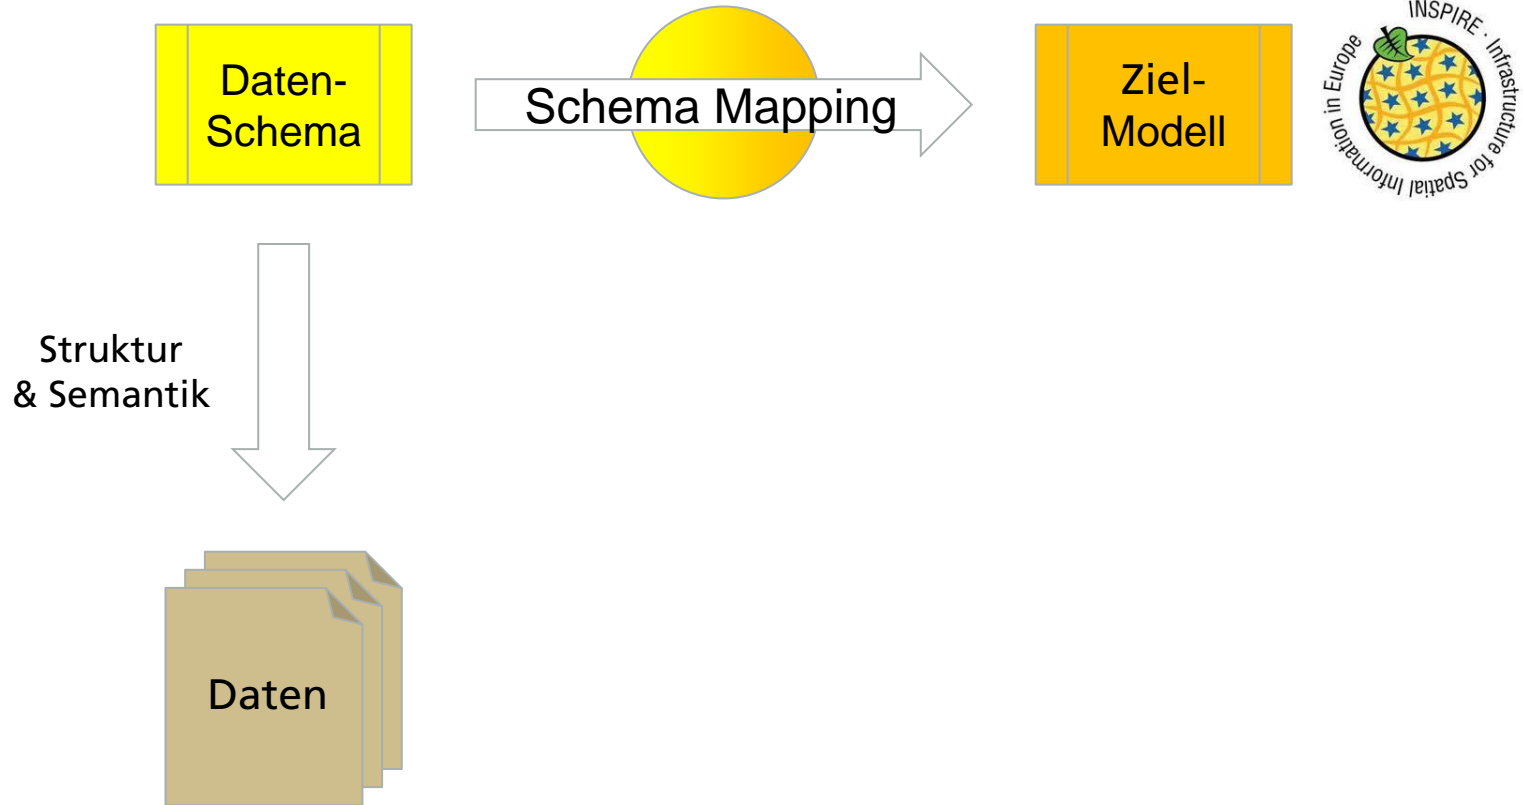 Daten-
Schema
Schema Mapping
Ziel-
Modell
INSPIRE · Infrastructure for Spatial Information in Europe
Struktur
& Semantik
Daten